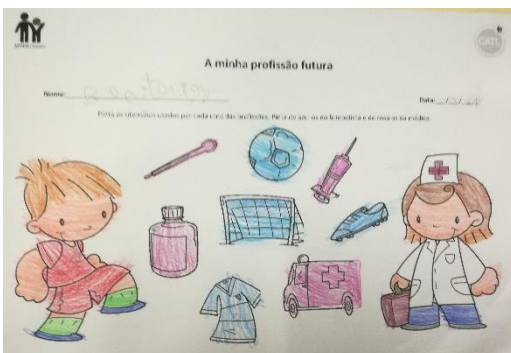 A minha profissão futura
Nome:
Data:
Pinta os utensílios usados por cada uma das profissões. Pinta de azul os do futebolista e de rosa os da médica.
CATL